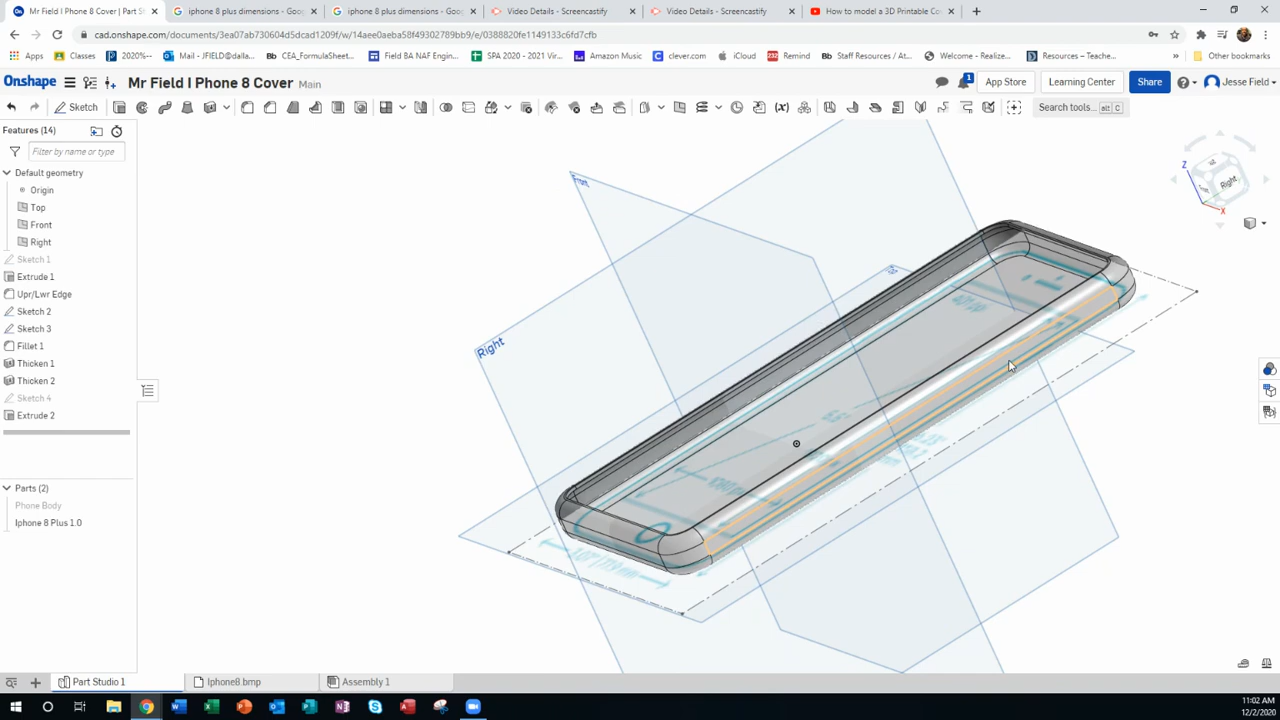 Mr Field I Phone 8 Cover | Part S
iphone 8 plus dimensions - Goog
iphone 8 plus dimensions - Goog
Video Details - Screencastify
Video Details - Screencastify
How to model a 3D Printable Co
cad.onshape.com/documents/3ea07ab730604d5dcad1209f/w/14aee0aeba58f49302789bb9/e/0388820fe1149133c6fd7cfb
Apps
Classes
2020%--
Mail - JFIELD@dalla...
CEA_FormulaSheet...
Field BA NAF Engin...
SPA 2020 - 2021 Vir...
Amazon Music
clever.com
iCloud
Remind
Staff Resources / At...
Welcome - Realize...
Resources – Teache...
Other bookmarks
Onshape
Mr Field I Phone 8 Cover Main
1
App Store
Learning Center
Share
Jesse Field
Sketch
Search tools... alt C
Features (14)
Filter by name or type
Default geometry
Origin
Top
Front
Right
Sketch 1
Extrude 1
Upr/Lwr Edge
Sketch 2
Sketch 3
Fillet 1
Thicken 1
Thicken 2
Sketch 4
Extrude 2
Parts (2)
Phone Body
Iphone 8 Plus 1.0
Front
Top
Right
Z
Right
X
Part Studio 1
Iphone8.bmp
Assembly 1
11:02 AM
12/2/2020